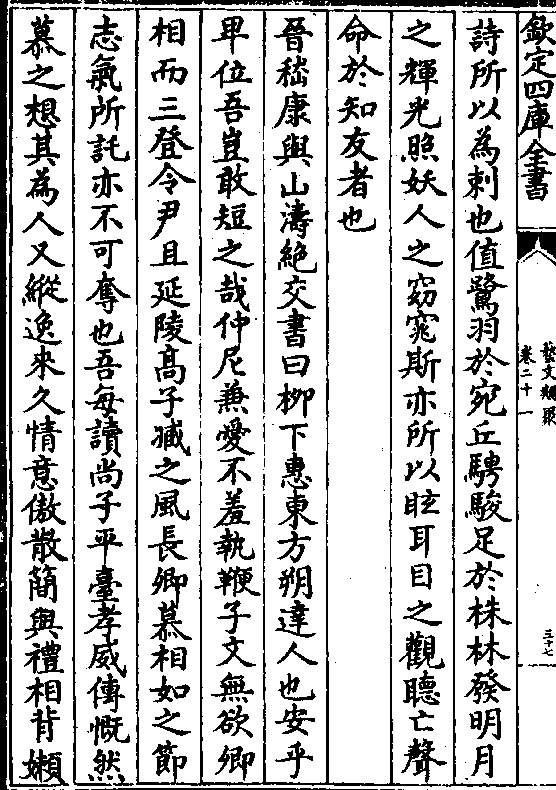 欽定四庫全書
藝文類聚
卷二十一
三十七
詩所以為刺也值鷺羽於宛丘騁駿足於株林發明月
之輝光照妖人之窈窕斯亦所以眩耳目之觀聽亡聲
命於知友者也
晉嵇康與山濤絶交書曰柳下惠東方朔達人也安乎
卑位吾豈敢短之哉仲尼兼愛不羞執鞭子文無欲卿
相而三登令尹且延陵高子臧之風長卿慕相如之節
志氣所託亦不可奪也吾每讀尚子平臺孝威傳慨然
慕之想其為人又縱逸來久情意傲散簡與禮相背嬾